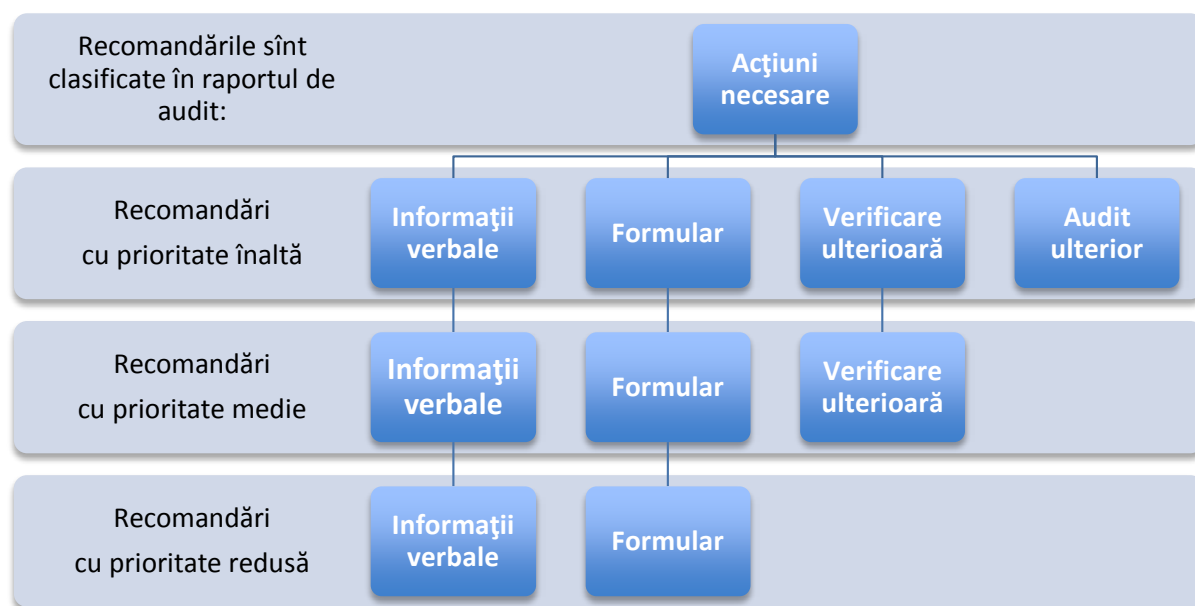 Recomandările sînt
clasificate în raportul de
audit:
Acţiuni
necesare
Recomandări
cu prioritate înaltă
Informaţii
verbale
Formular
Verificare
ulterioară
Audit
ulterior
Recomandări
cu prioritate medie
Informaţii
verbale
Formular
Verificare
ulterioară
Recomandări
cu prioritate redusă
Informaţii
verbale
Formular